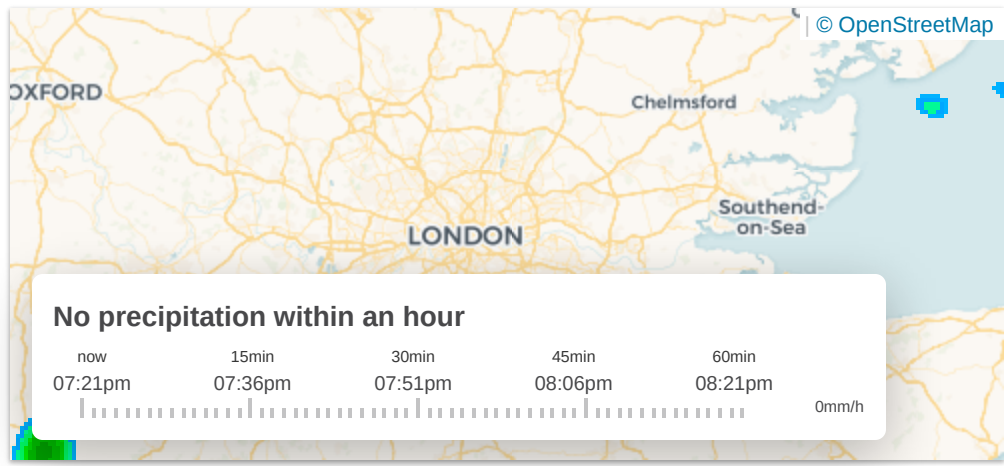 | © OpenStreetMap
OXFORD
Chelmsford
Southend-
on-Sea
LONDON
No precipitation within an hour
now 15min 30min 45min 60min
07:21pm 07:36pm 07:51pm 08:06pm 08:21pm
0mm/h